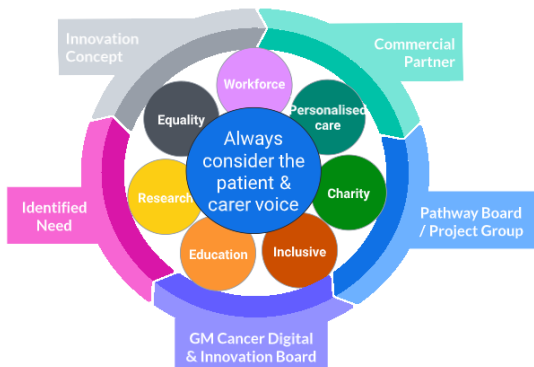 Innovation
Concept
Commercial
Partner
Workforce
Equality
Personalised
care
Always
consider the
patient &
carer voice
Research
Charity
Identified
Need
Pathway Board
/ Project Group
Education
Inclusive
GM Cancer Digital
& Innovation Board